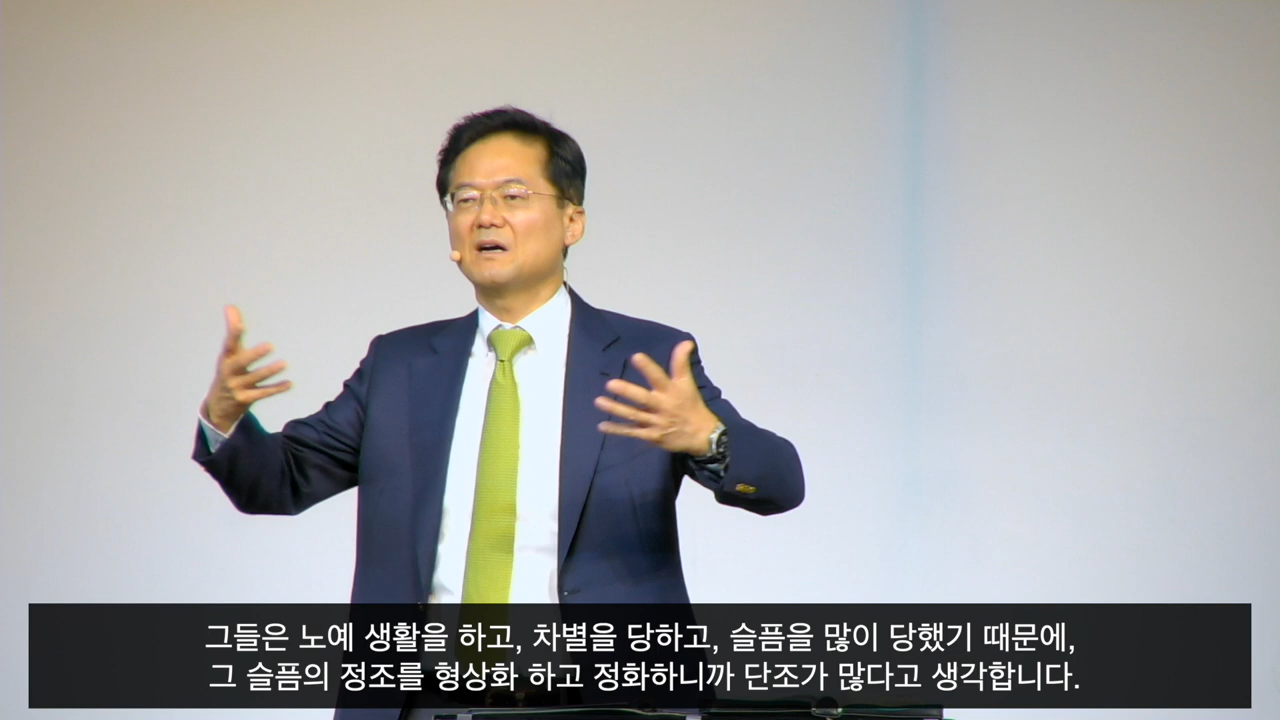 그들은 노예 생활을 하고, 차별을 당하고, 슬픔을 많이 당했기 때문에,
그 슬픔의 정조를 형상화 하고 정화하니까 단조가 많다고 생각합니다.